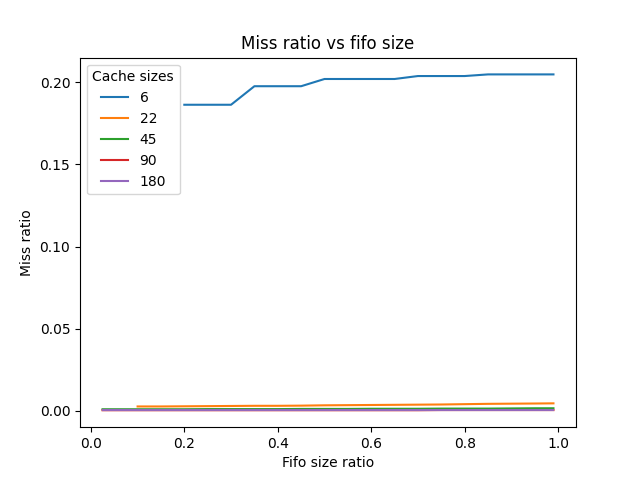 Miss ratio vs fifo size
Cache sizes
6
22
45
90
180
Miss ratio
0.20
0.15
0.10
0.05
0.00
0.0 0.2 0.4 0.6 0.8 1.0
Fifo size ratio